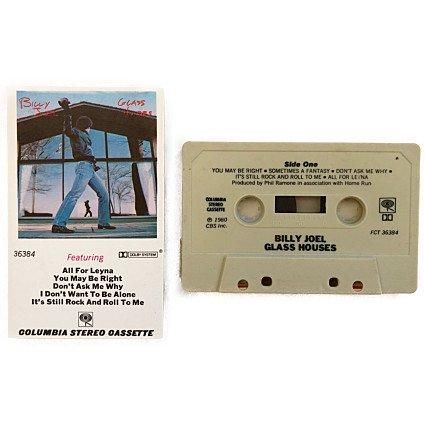 Billy Joel
Glass Houses
36384
Featuring
DOLBY SYSTEM
All For Leyna
You May Be Right
Don't Ask Me Why
I Don't Want To Be Alone
It's Still Rock And Roll To Me
COLUMBIA STEREO CASSETTE
Side One
YOU MAY BE RIGHT • SOMETIMES A FANTASY • DON'T ASK ME WHY •
IT'S STILL ROCK AND ROLL TO ME • ALL FOR LEYNA
Produced by Phil Ramone in association with Home Run
COLUMBIA
STEREO
CASSETTE
℗ 1980
CBS Inc.
FCT 36384
BILLY JOEL
GLASS HOUSES